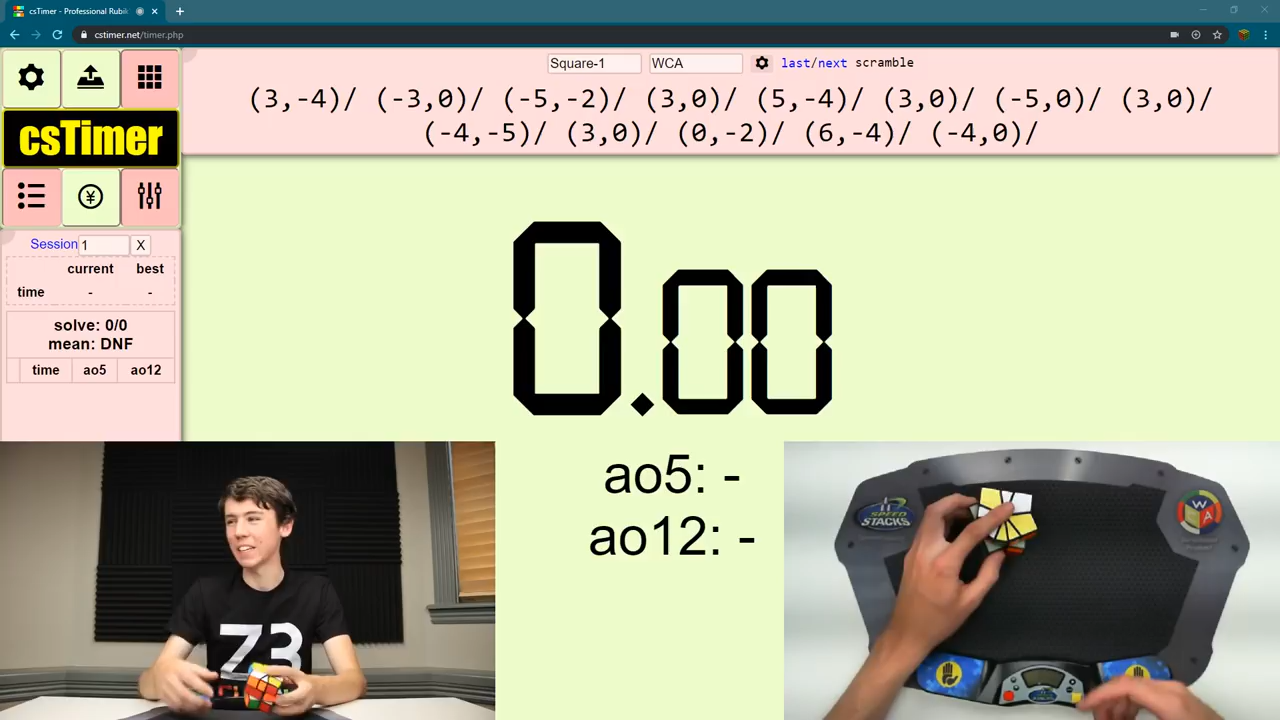 csTimer - Professional Rubi
cstimer.net/timer.php
Square-1 WCA last/next scramble
(3,-4)/ (-3,0)/ (-5,-2)/ (3,0)/ (5,-4)/ (3,0)/ (-5,0)/ (3,0)/
(-4,-5)/ (3,0)/ (0,-2)/ (6,-4)/ (-4,0)/
csTimer
Session 1 X
current best
time - -
solve: 0/0
mean: DNF
time ao5 ao12
0.00
ao5: -
ao12: -
Z3
SPEED
STACKS
W
A